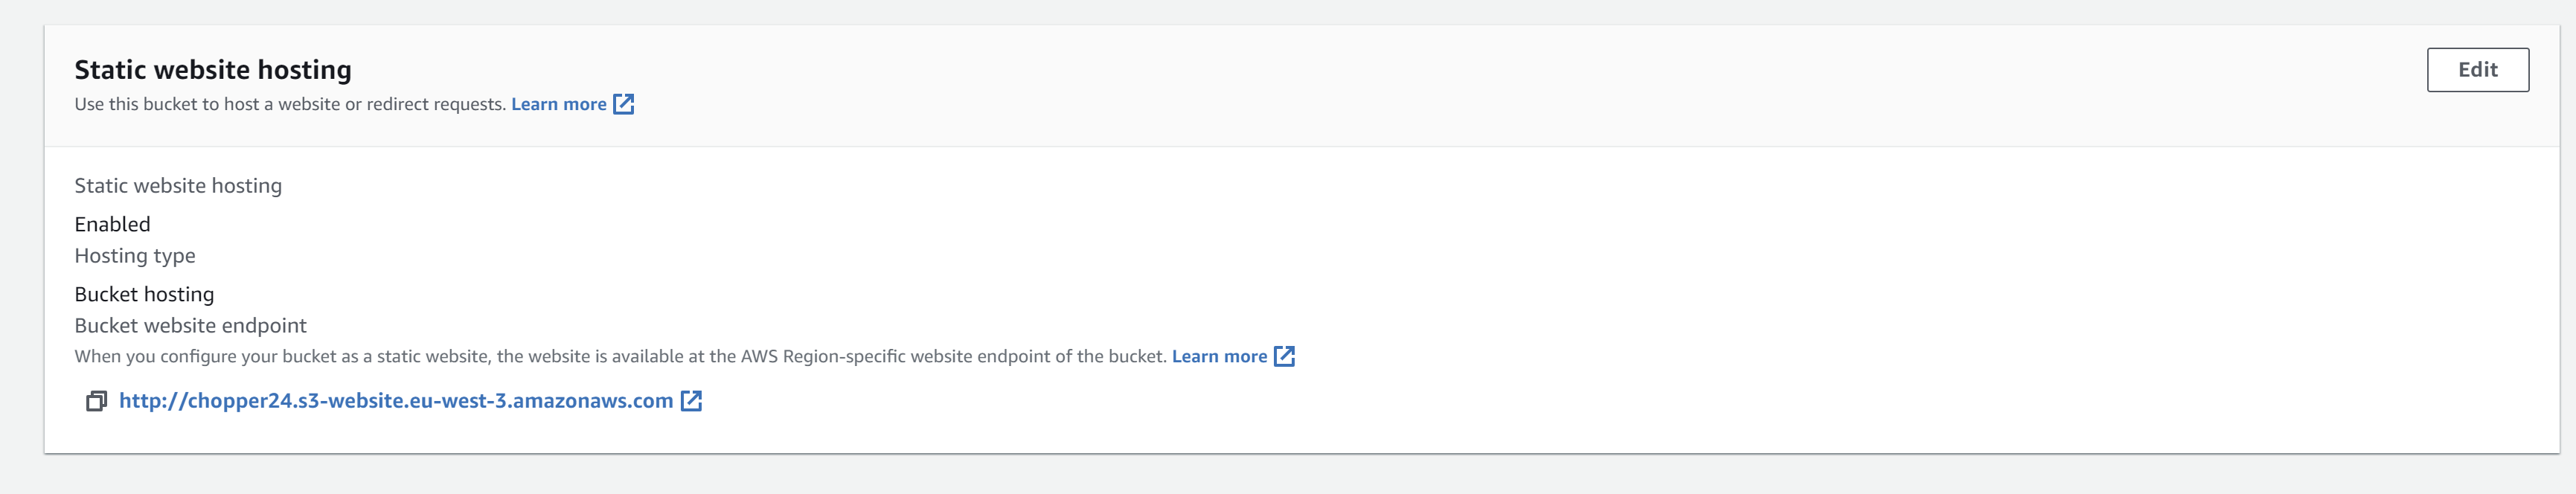 Static website hosting
Edit
Use this bucket to host a website or redirect requests. Learn more
Static website hosting
Enabled
Hosting type
Bucket hosting
Bucket website endpoint
When you configure your bucket as a static website, the website is available at the AWS Region-specific website endpoint of the bucket. Learn more
http://chopper24.s3-website.eu-west-3.amazonaws.com